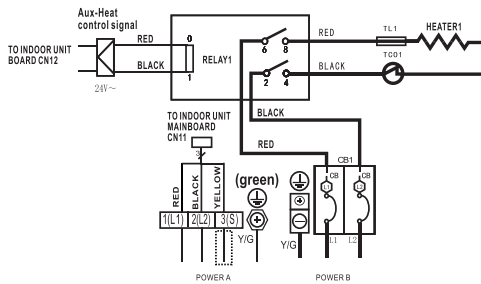 Aux-Heat
control signal
TO INDOOR UNIT
BOARD CN12
RED
BLACK
24V～
0
1
RELAY1
6
8
2
4
RED
BLACK
TL1
TCO1
HEATER1
BLACK
RED
TO INDOOR UNIT
MAINBOARD
CN11
3
RED
BLACK
YELLOW
1(L1)
2(L2)
3(S)
(green)
Y/G
Y/G
CB1
CB
CB
L1
L2
L1
L2
POWER A
POWER B